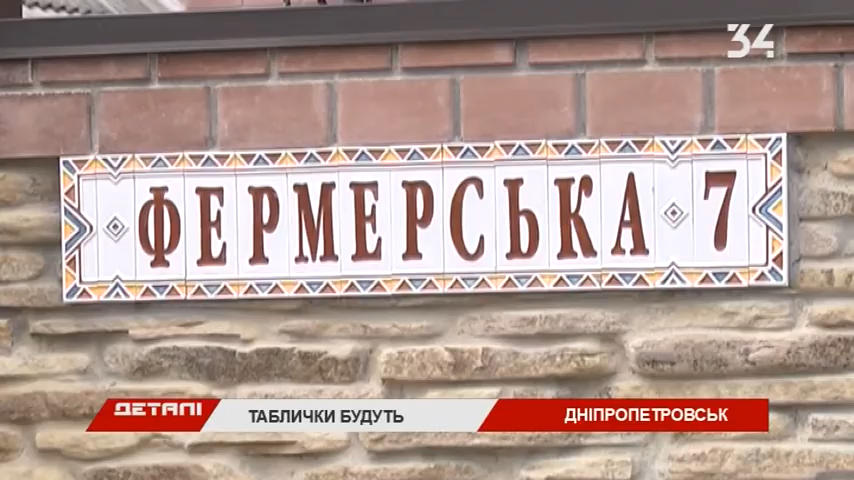 34
ФЕРМЕРСЬКА 7
ДЕТАЛІ
ТАБЛИЧКИ БУДУТЬ
ДНІПРОПЕТРОВСЬК